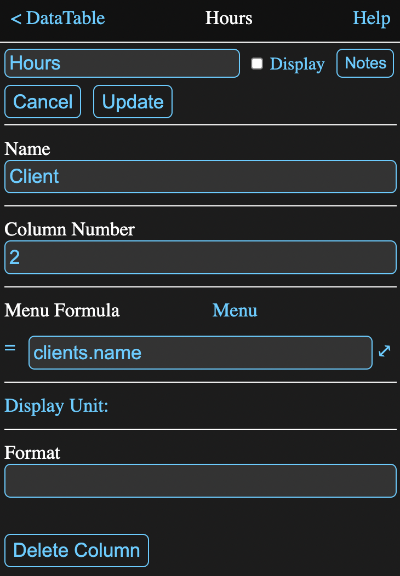 < DataTable Hours Help
Hours Display Notes
Cancel Update
Name
Client
Column Number
2
Menu Formula Menu
= clients.name
Display Unit:
Format
Delete Column